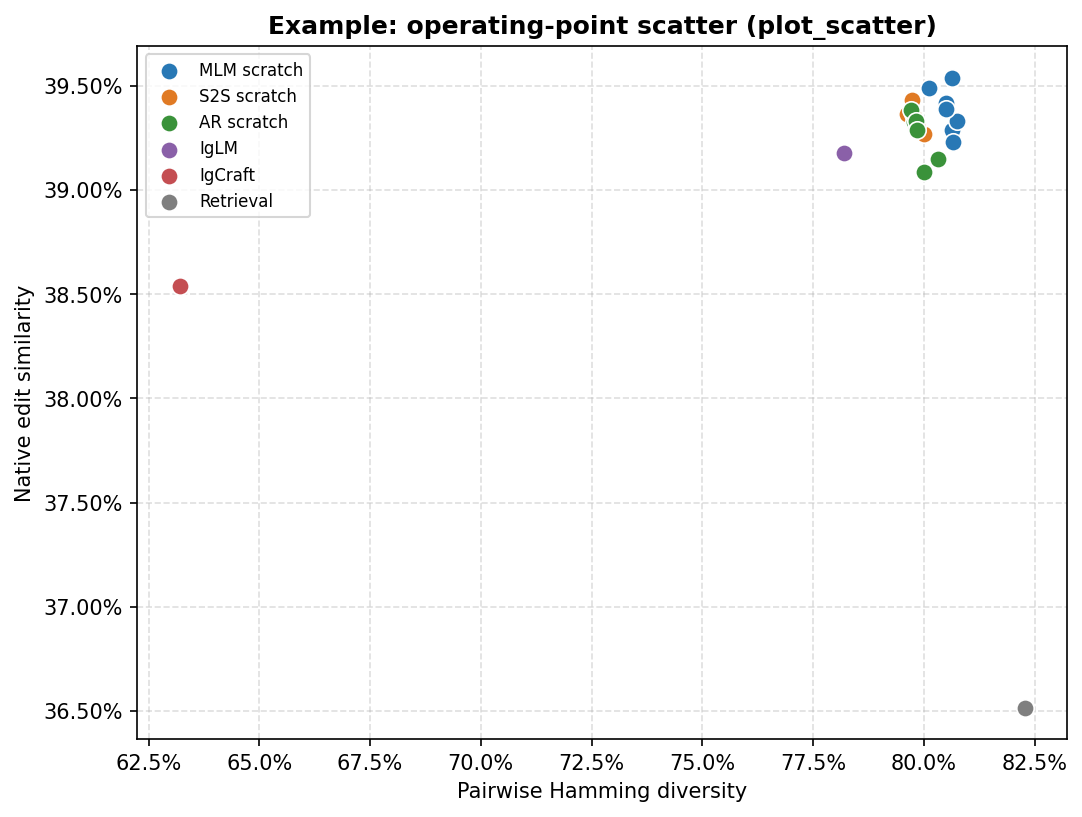 Example: operating-point scatter (plot_scatter)
MLM scratch
S2S scratch
AR scratch
IgLM
IgCraft
Retrieval
Native edit similarity
39.50%
39.00%
38.50%
38.00%
37.50%
37.00%
36.50%
62.5% 65.0% 67.5% 70.0% 72.5% 75.0% 77.5% 80.0% 82.5%
Pairwise Hamming diversity